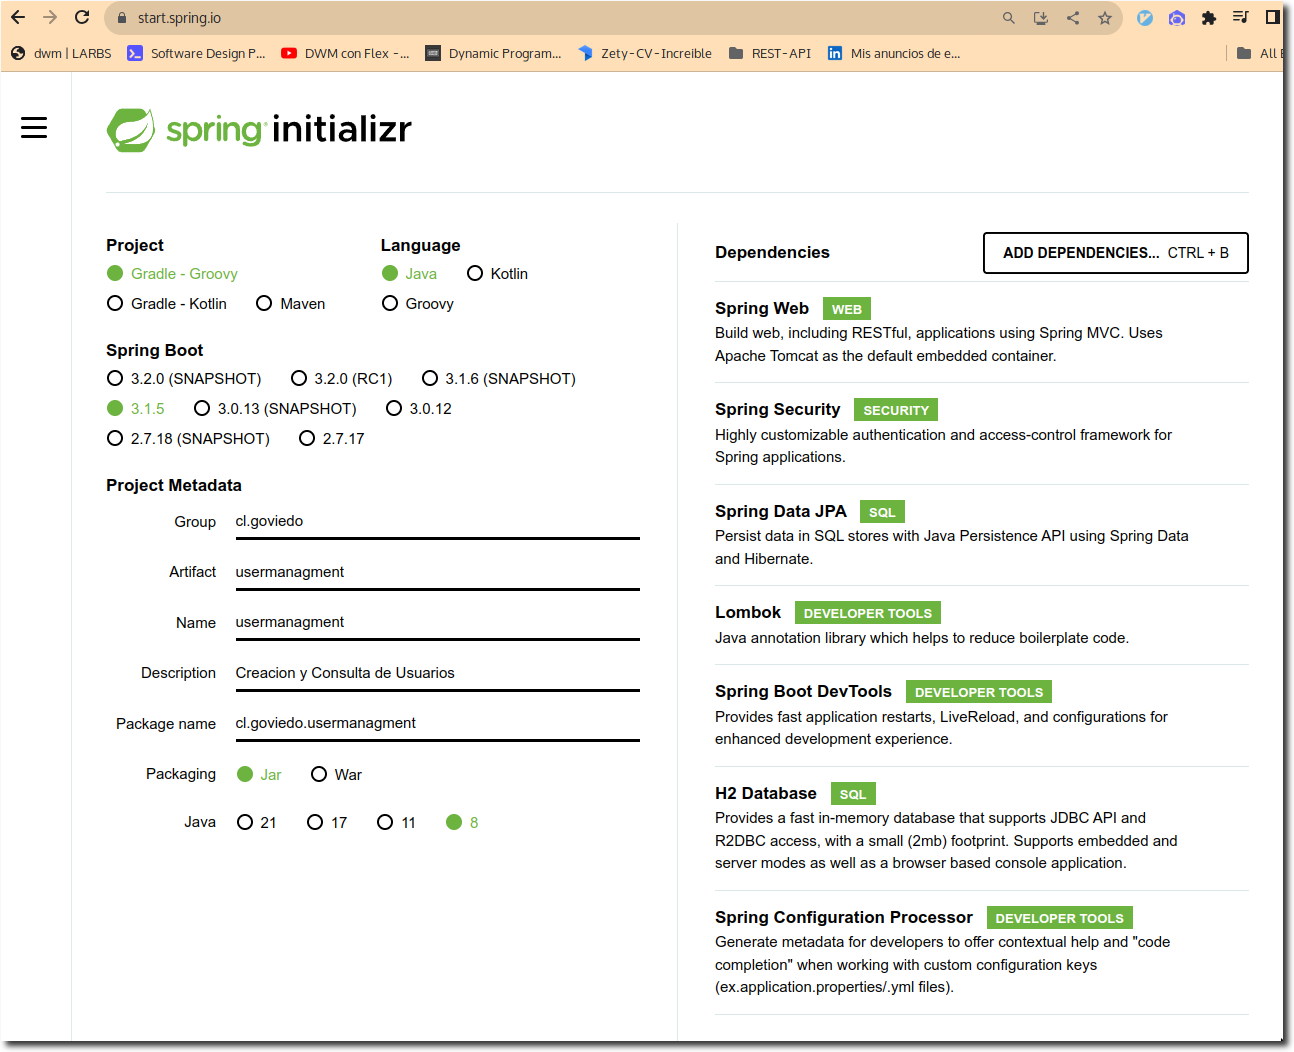 start.spring.io
dwm | LARBS
Software Design P...
DWM con Flex -...
Dynamic Program...
Zety-CV-Increible
REST-API
Mis anuncios de e...
All
spring initializr
Project
Gradle - Groovy
Gradle - Kotlin Maven
Language
Java Kotlin
Groovy
Spring Boot
3.2.0 (SNAPSHOT) 3.2.0 (RC1) 3.1.6 (SNAPSHOT)
3.1.5 3.0.13 (SNAPSHOT) 3.0.12
2.7.18 (SNAPSHOT) 2.7.17
Project Metadata
Group cl.goviedo
Artifact usermanagment
Name usermanagment
Description Creacion y Consulta de Usuarios
Package name cl.goviedo.usermanagment
Packaging Jar War
Java 21 17 11 8
Dependencies
ADD DEPENDENCIES... CTRL + B
Spring Web WEB
Build web, including RESTful, applications using Spring MVC. Uses
Apache Tomcat as the default embedded container.
Spring Security SECURITY
Highly customizable authentication and access-control framework for
Spring applications.
Spring Data JPA SQL
Persist data in SQL stores with Java Persistence API using Spring Data
and Hibernate.
Lombok DEVELOPER TOOLS
Java annotation library which helps to reduce boilerplate code.
Spring Boot DevTools DEVELOPER TOOLS
Provides fast application restarts, LiveReload, and configurations for
enhanced development experience.
H2 Database SQL
Provides a fast in-memory database that supports JDBC API and
R2DBC access, with a small (2mb) footprint. Supports embedded and
server modes as well as a browser based console application.
Spring Configuration Processor DEVELOPER TOOLS
Generate metadata for developers to offer contextual help and "code
completion" when working with custom configuration keys
(ex.application.properties/.yml files).